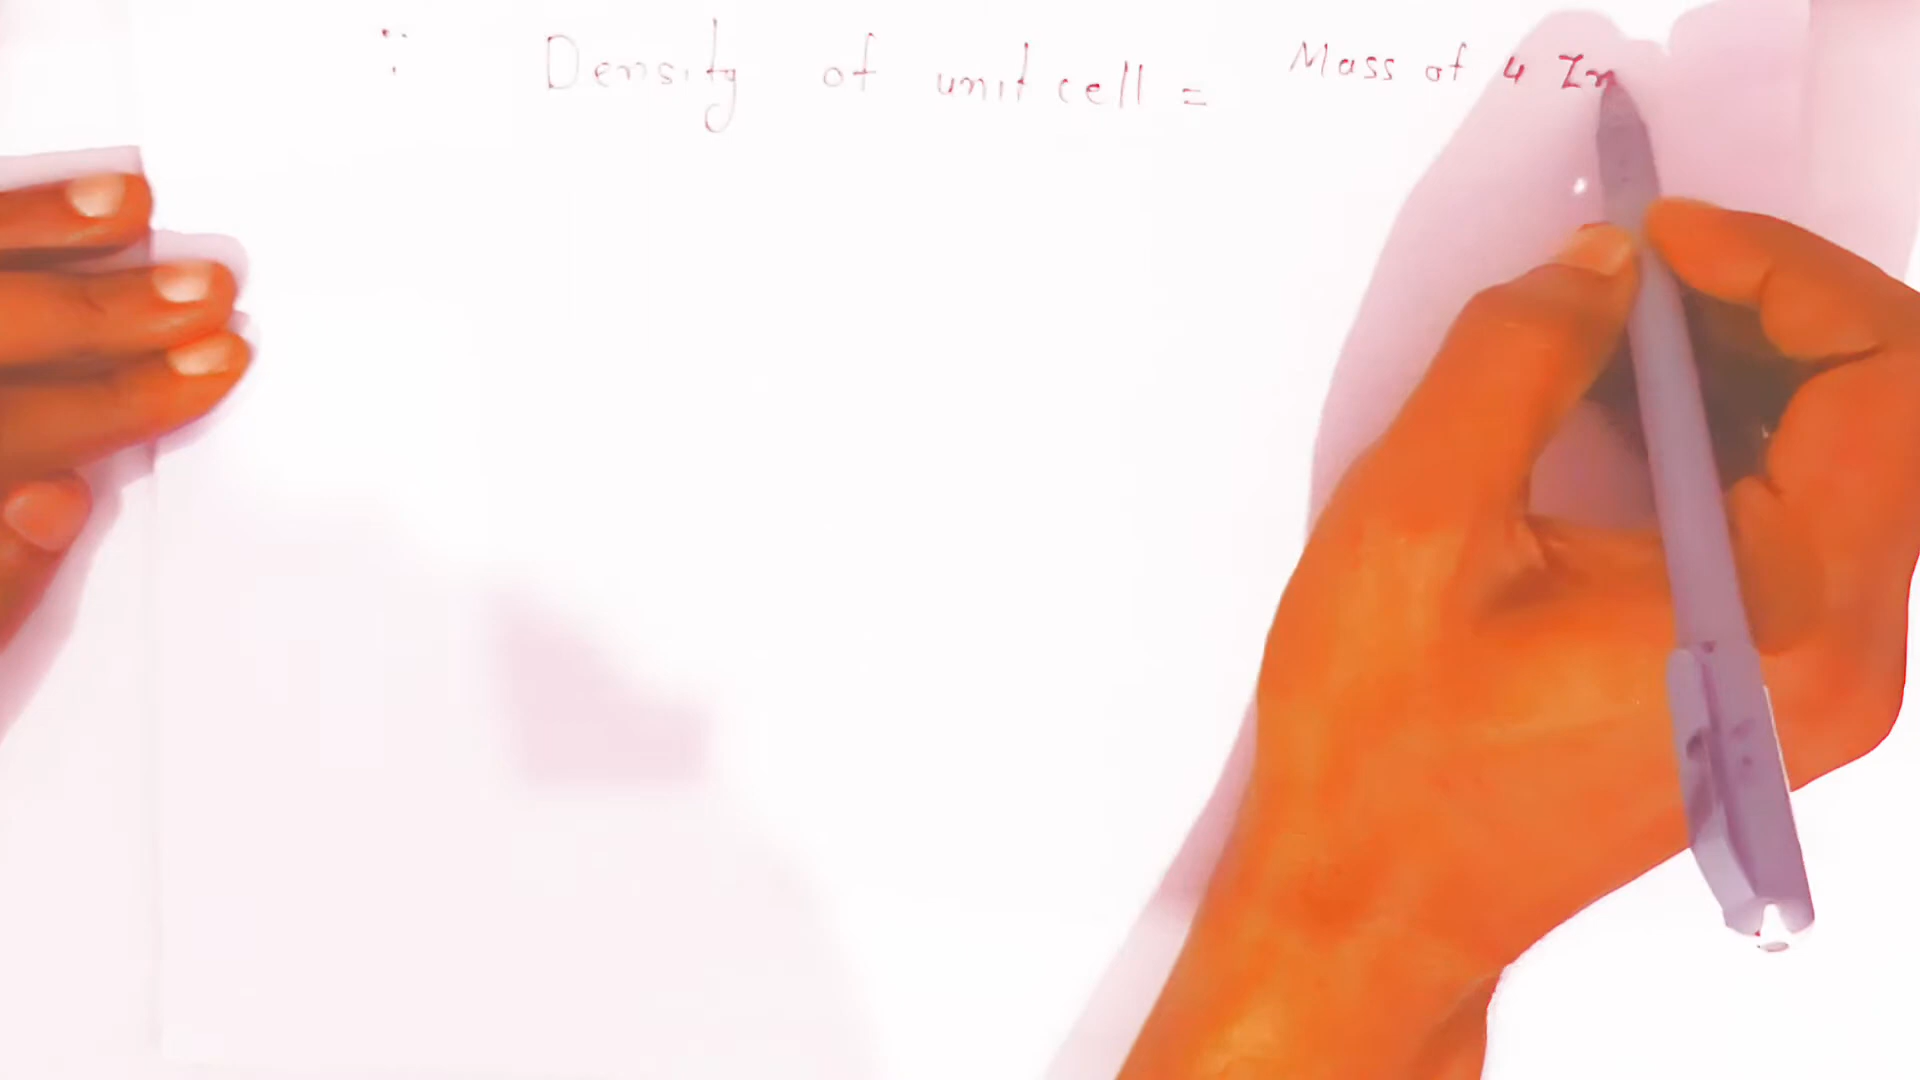 ∵ Density of unit cell = Mass of 4 Zn